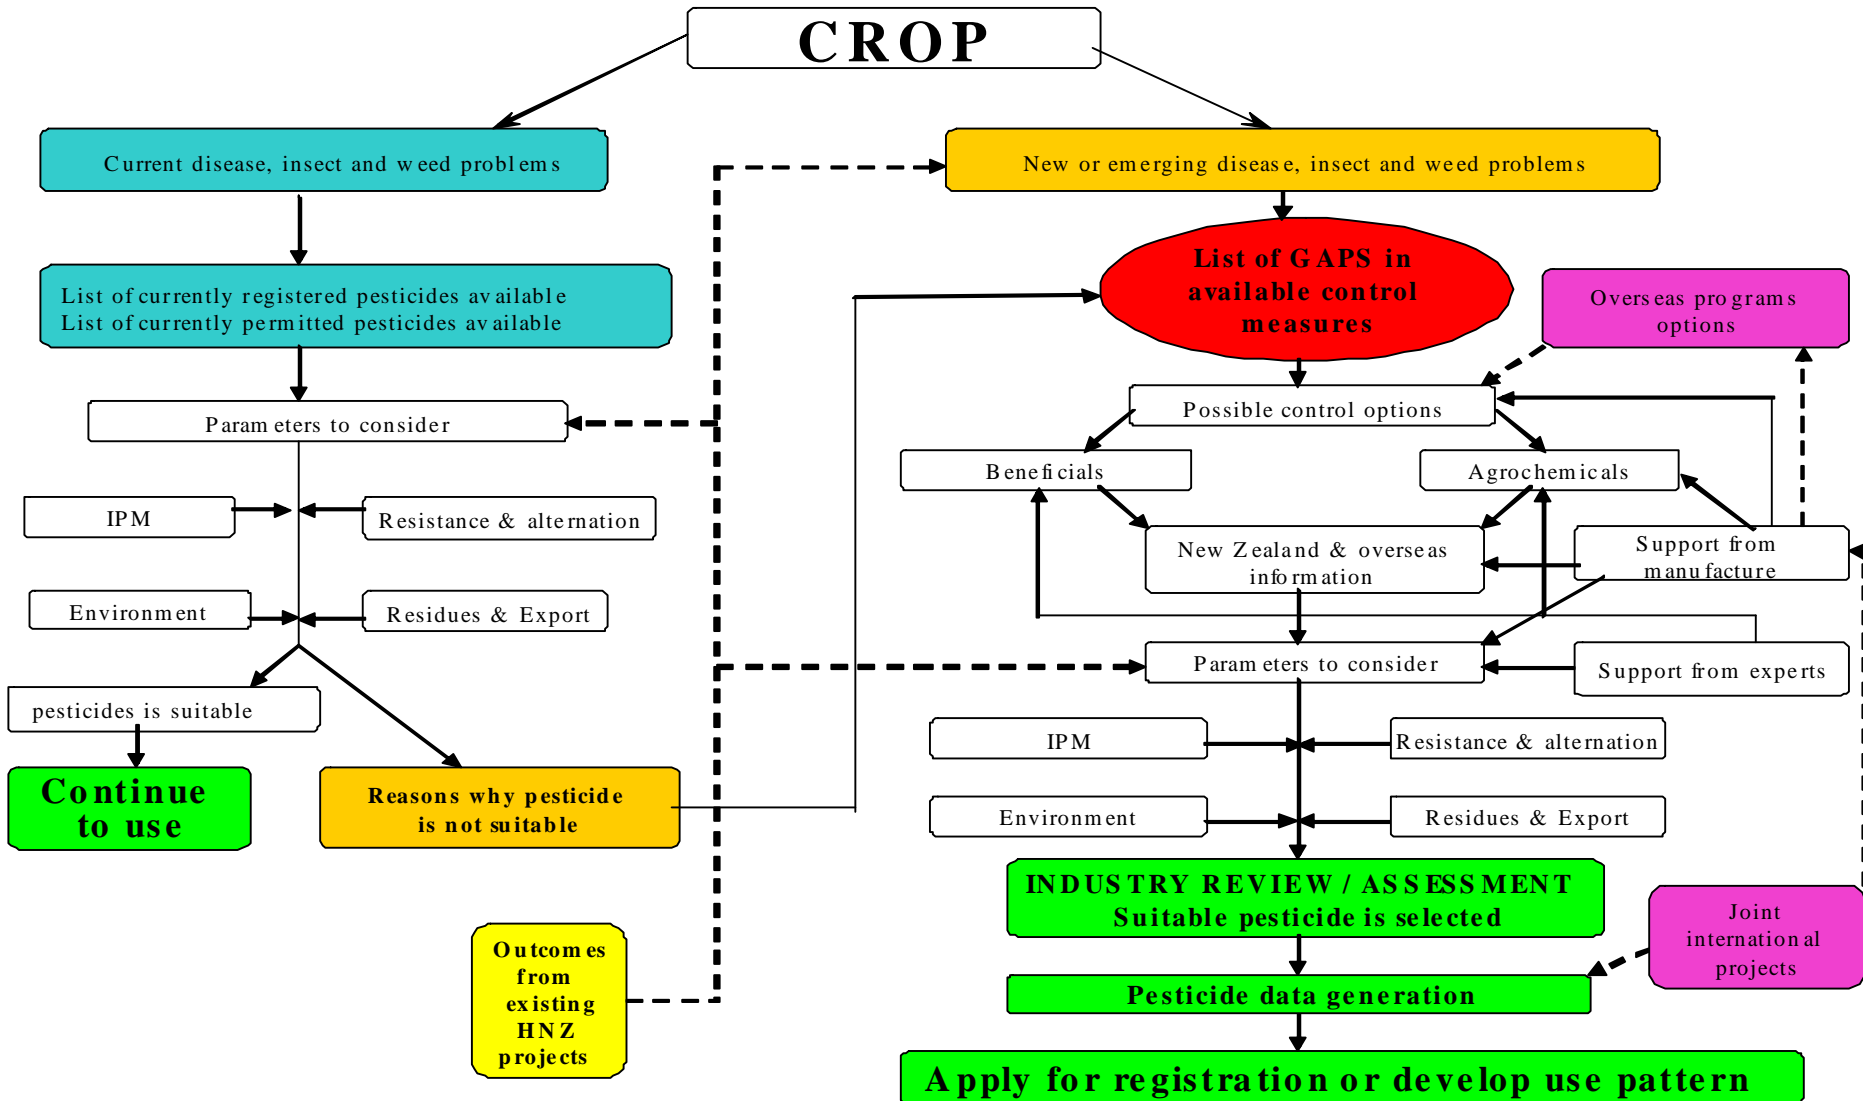 CROP
Current disease, insect and weed problems
New or emerging disease, insect and weed problems
List of currently registered pesticides available
List of currently permitted pesticides available
List of GAPS in
available control
measures
Overseas programs
options
Parameters to consider
Possible control options
Beneficials
Agrochemicals
IPM
Resistance & alternation
New Zealand & overseas
information
Support from
manufacture
Environment
Residues & Export
Parameters to consider
Support from experts
pesticides is suitable
IPM
Resistance & alternation
Continue
to use
Reasons why pesticide
is not suitable
Environment
Residues & Export
INDUSTRY REVIEW / ASSESSMENT
Suitable pesticide is selected
Outcomes
from
existing
HNZ
projects
Joint
international
projects
Pesticide data generation
Apply for registration or develop use pattern